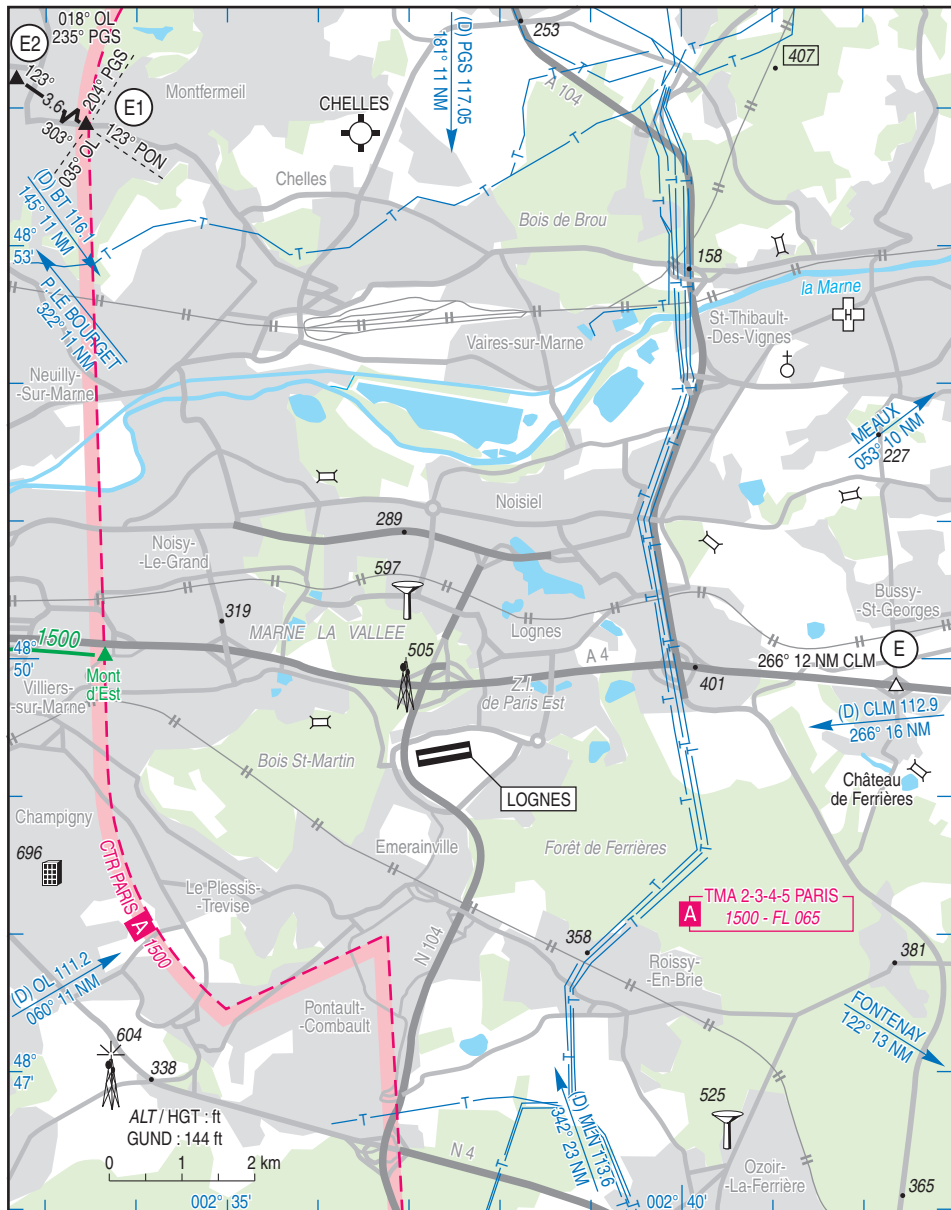 018° OL
235° PGS
E2
123°
3.6
204° PGS
E1
303°
035° OL
123° PON
Montfermeil
CHELLES
Chelles
(D) PGS 117.05
181° 11 NM
253
A 104
407
Bois de Brou
48°
53'
(D) BT 116.1
145° 11 NM
P. LE BOURGET
322° 11 NM
158
la Marne
H
St-Thibault-
-Des-Vignes
Vaires-sur-Marne
Neuilly-
-Sur-Marne
MEAUX
053° 10 NM
227
Noisiel
289
Noisy-
-Le-Grand
597
319
MARNE LA VALLEE
Lognes
Bussy-
-St-Georges
1500
48°
50'
Mont
d'Est
Villiers-
-sur-Marne
505
A 4
266° 12 NM CLM
E
401
Z.I.
de Paris Est
(D) CLM 112.9
266° 16 NM
Bois St-Martin
LOGNES
Château
de Ferrières
Champigny
Emerainville
Forêt de Ferrières
696
CTR PARIS A 1500
Le Plessis-
-Trevise
A
TMA 2-3-4-5 PARIS
1500 - FL 065
N 104
358
Roissy-
-En-Brie
381
(D) OL 111.2
060° 11 NM
Pontault-
-Combault
FONTENAY
122° 13 NM
604
48°
47'
338
(D) MEN 113.6
342° 23 NM
525
ALT / HGT : ft
GUND : 144 ft
0 1 2 km
N 4
Ozoir-
-La-Ferrière
365
002° 35'
002° 40'